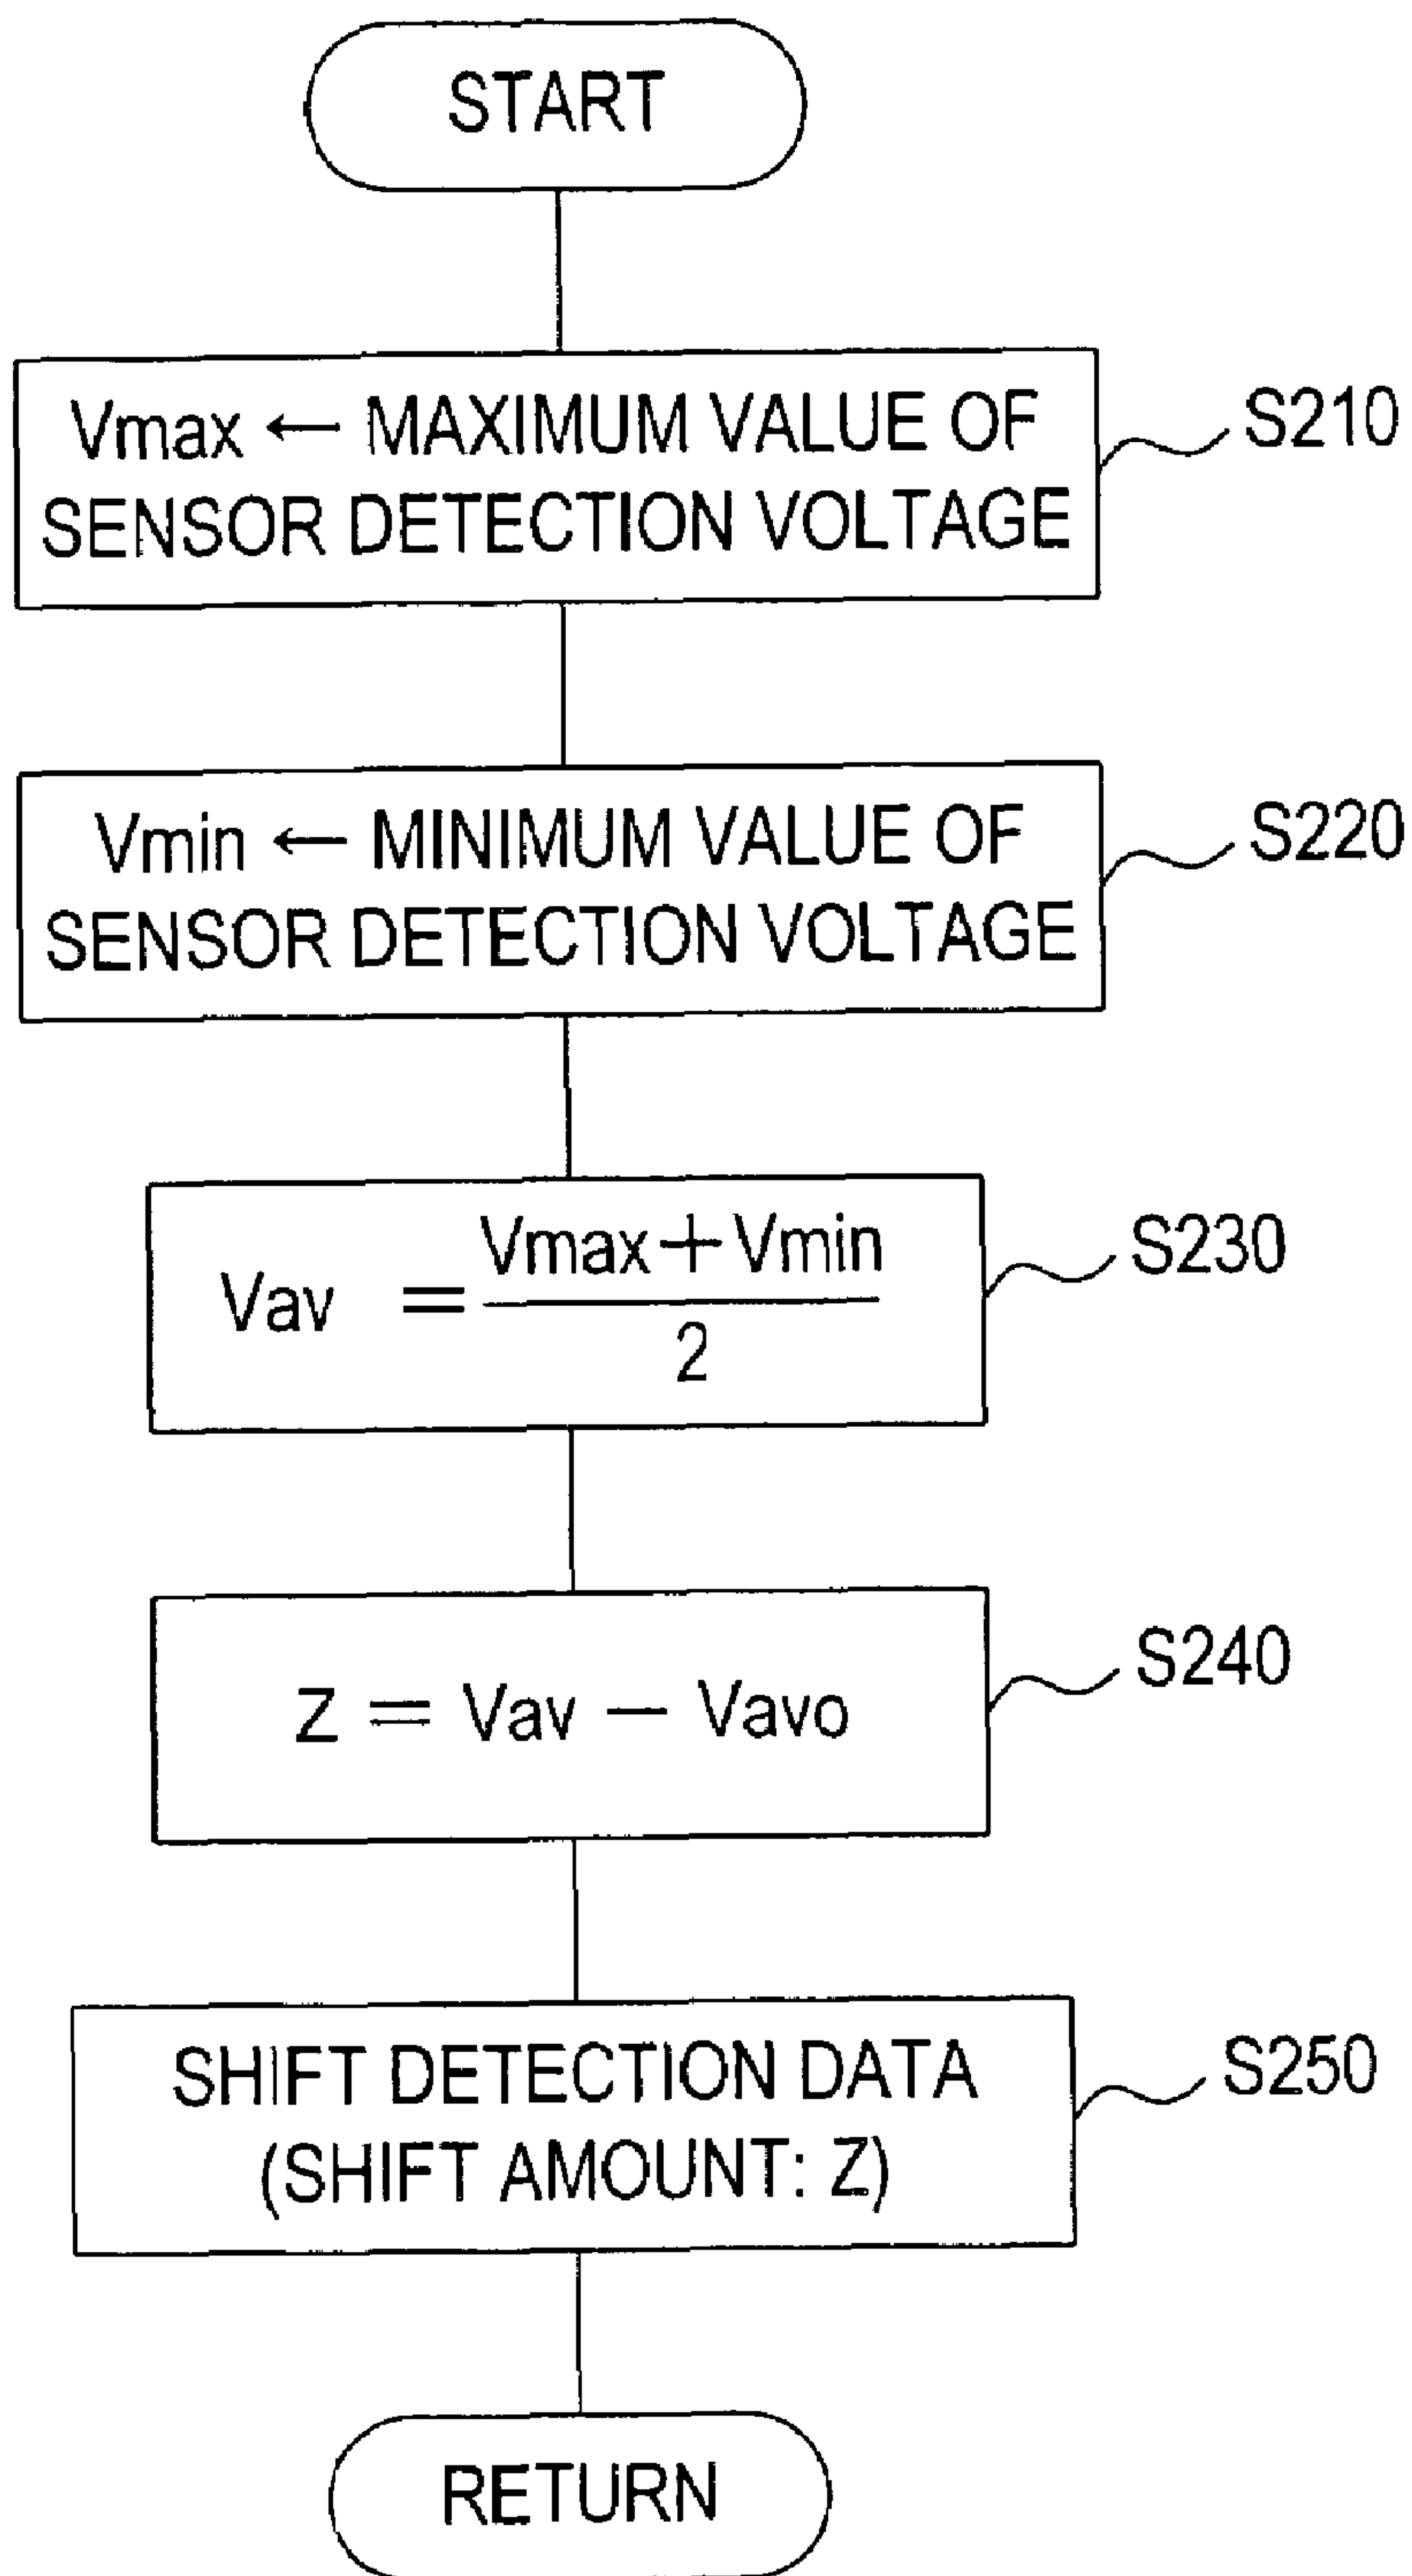 START
Vmax ← MAXIMUM VALUE OF
SENSOR DETECTION VOLTAGE
S210
Vmin ← MINIMUM VALUE OF
SENSOR DETECTION VOLTAGE
S220
Vav = Vmax + Vmin
2
S230
Z = Vav - Vavo
S240
SHIFT DETECTION DATA
(SHIFT AMOUNT: Z)
S250
RETURN